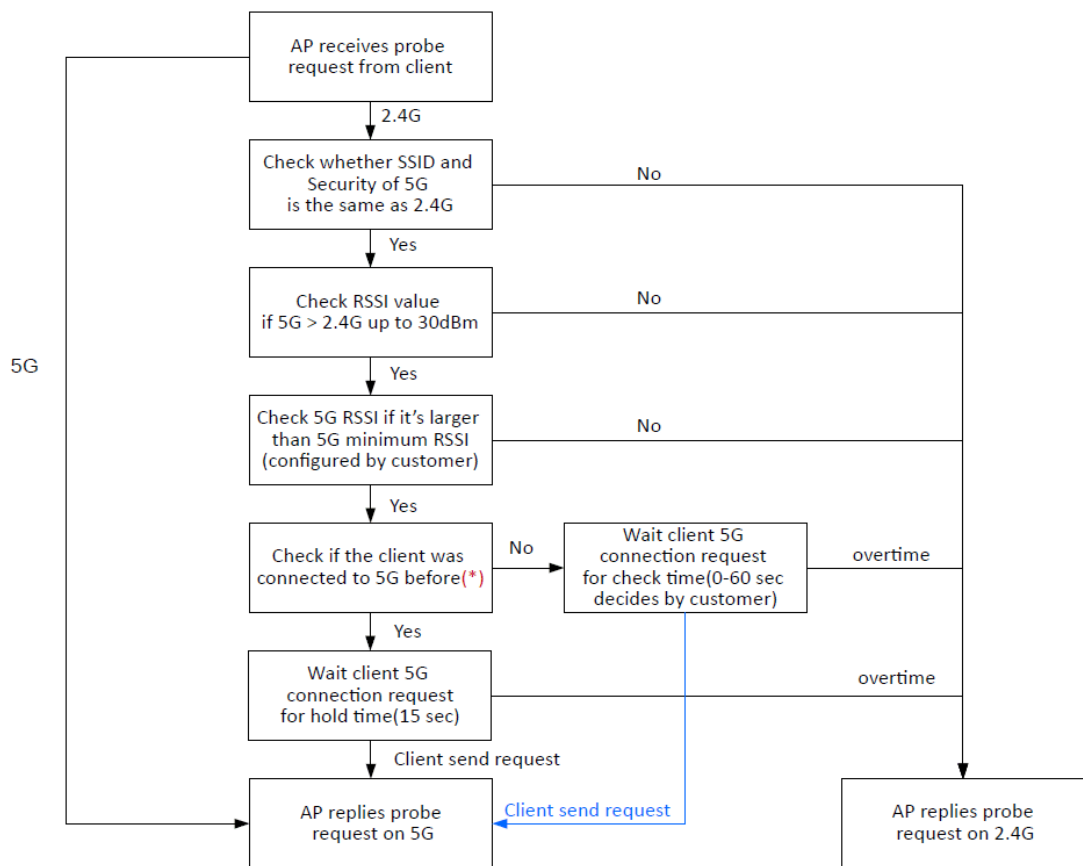 AP receives probe
request from client
2.4G
Check whether SSID and
Security of 5G
is the same as 2.4G
No
Yes
Check RSSI value
if 5G > 2.4G up to 30dBm
No
5G
Yes
Check 5G RSSI if it's larger
than 5G minimum RSSI
(configured by customer)
No
Yes
Check if the client was
connected to 5G before(*)
No
Wait client 5G
connection request
for check time(0-60 sec
decides by customer)
overtime
Yes
Wait client 5G
connection request
for hold time(15 sec)
overtime
Client send request
AP replies probe
request on 5G
Client send request
AP replies probe
request on 2.4G